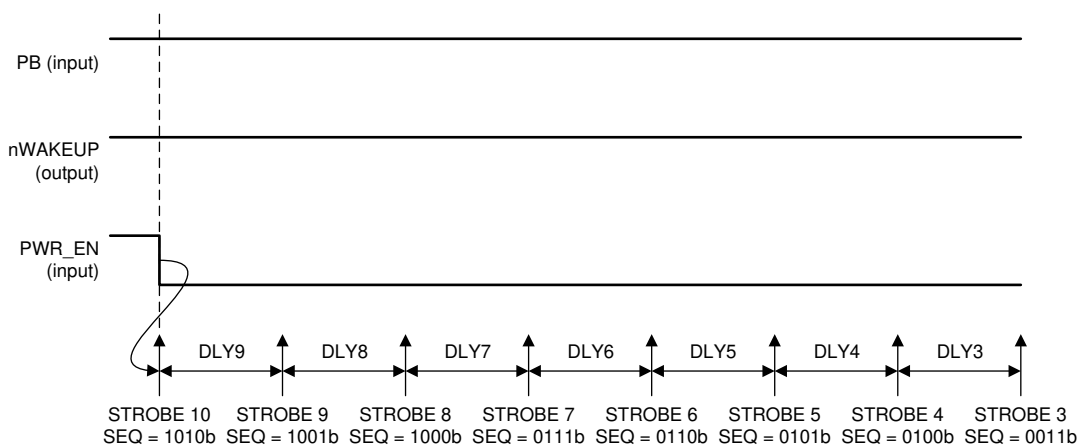 PB (input)
nWAKEUP
(output)
PWR_EN
(input)
DLY9 DLY8 DLY7 DLY6 DLY5 DLY4 DLY3
STROBE 10 STROBE 9 STROBE 8 STROBE 7 STROBE 6 STROBE 5 STROBE 4 STROBE 3
SEQ = 1010b SEQ = 1001b SEQ = 1000b SEQ = 0111b SEQ = 0110b SEQ = 0101b SEQ = 0100b SEQ = 0011b